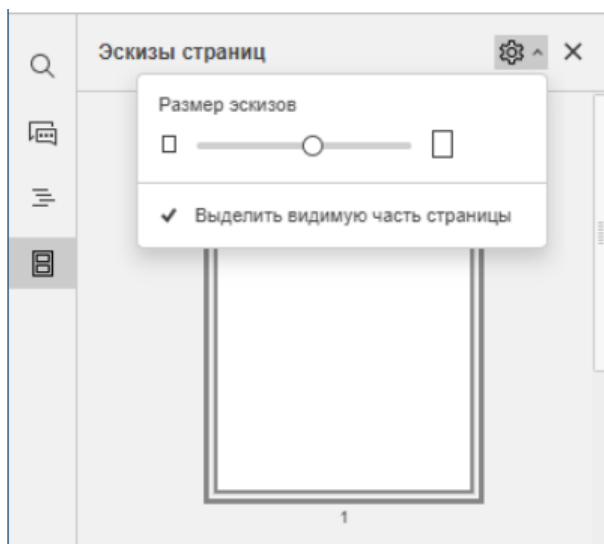 Эскизы страниц
Размер эскизов
Выделить видимую часть страницы
1